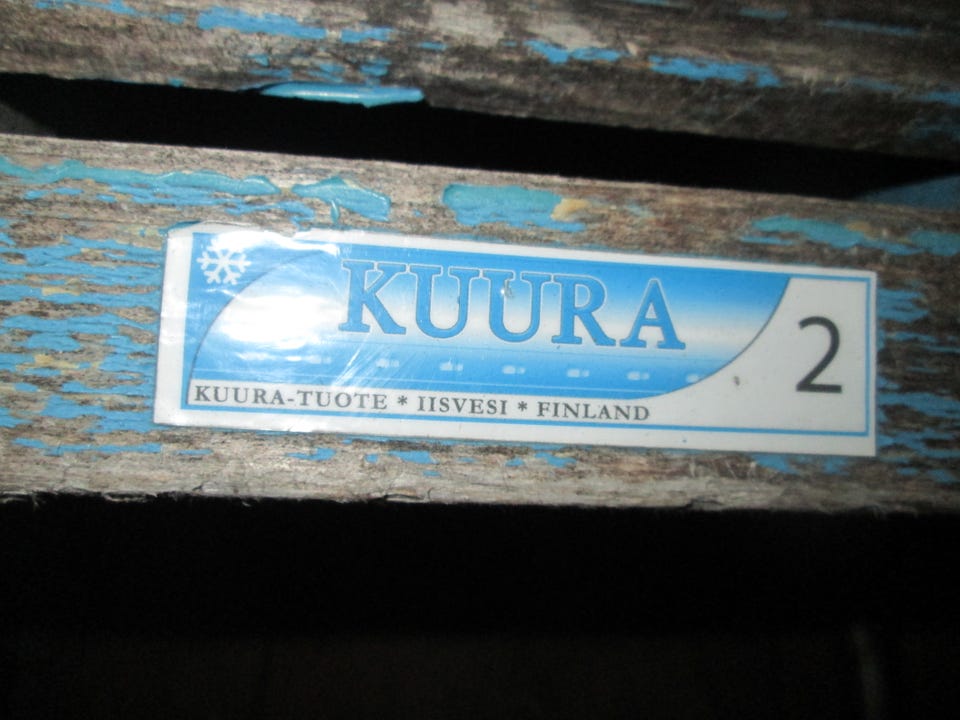 KUURA
2
KUURA-TUOTE * IISVESI * FINLAND